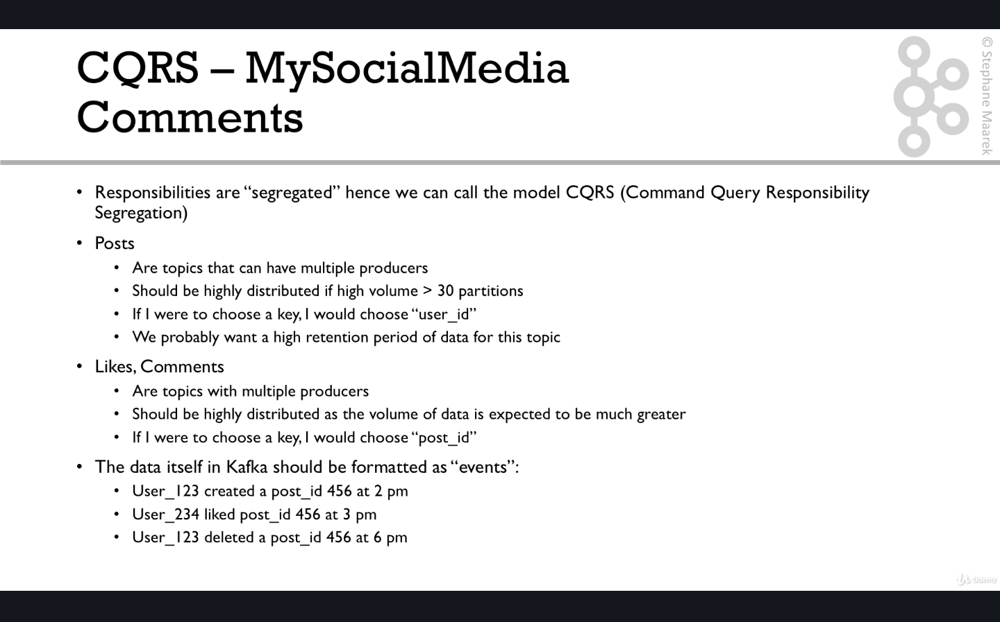 CQRS – MySocialMedia
Comments
© Stephane Maarek
• Responsibilities are “segregated” hence we can call the model CQRS (Command Query Responsibility
Segregation)
• Posts
• Are topics that can have multiple producers
• Should be highly distributed if high volume > 30 partitions
• If I were to choose a key, I would choose “user_id”
• We probably want a high retention period of data for this topic
• Likes, Comments
• Are topics with multiple producers
• Should be highly distributed as the volume of data is expected to be much greater
• If I were to choose a key, I would choose “post_id”
• The data itself in Kafka should be formatted as “events”:
• User_123 created a post_id 456 at 2 pm
• User_234 liked post_id 456 at 3 pm
• User_123 deleted a post_id 456 at 6 pm
Udemy